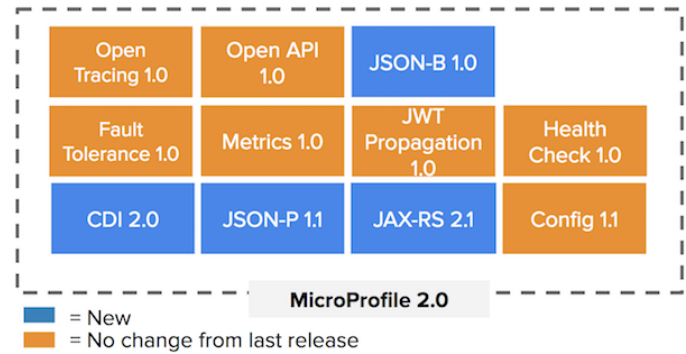 Open
Tracing 1.0
Open API
1.0
JSON-B 1.0
Fault
Tolerance 1.0
Metrics 1.0
JWT
Propagation
1.0
Health
Check 1.0
CDI 2.0
JSON-P 1.1
JAX-RS 2.1
Config 1.1
MicroProfile 2.0
= New
= No change from last release